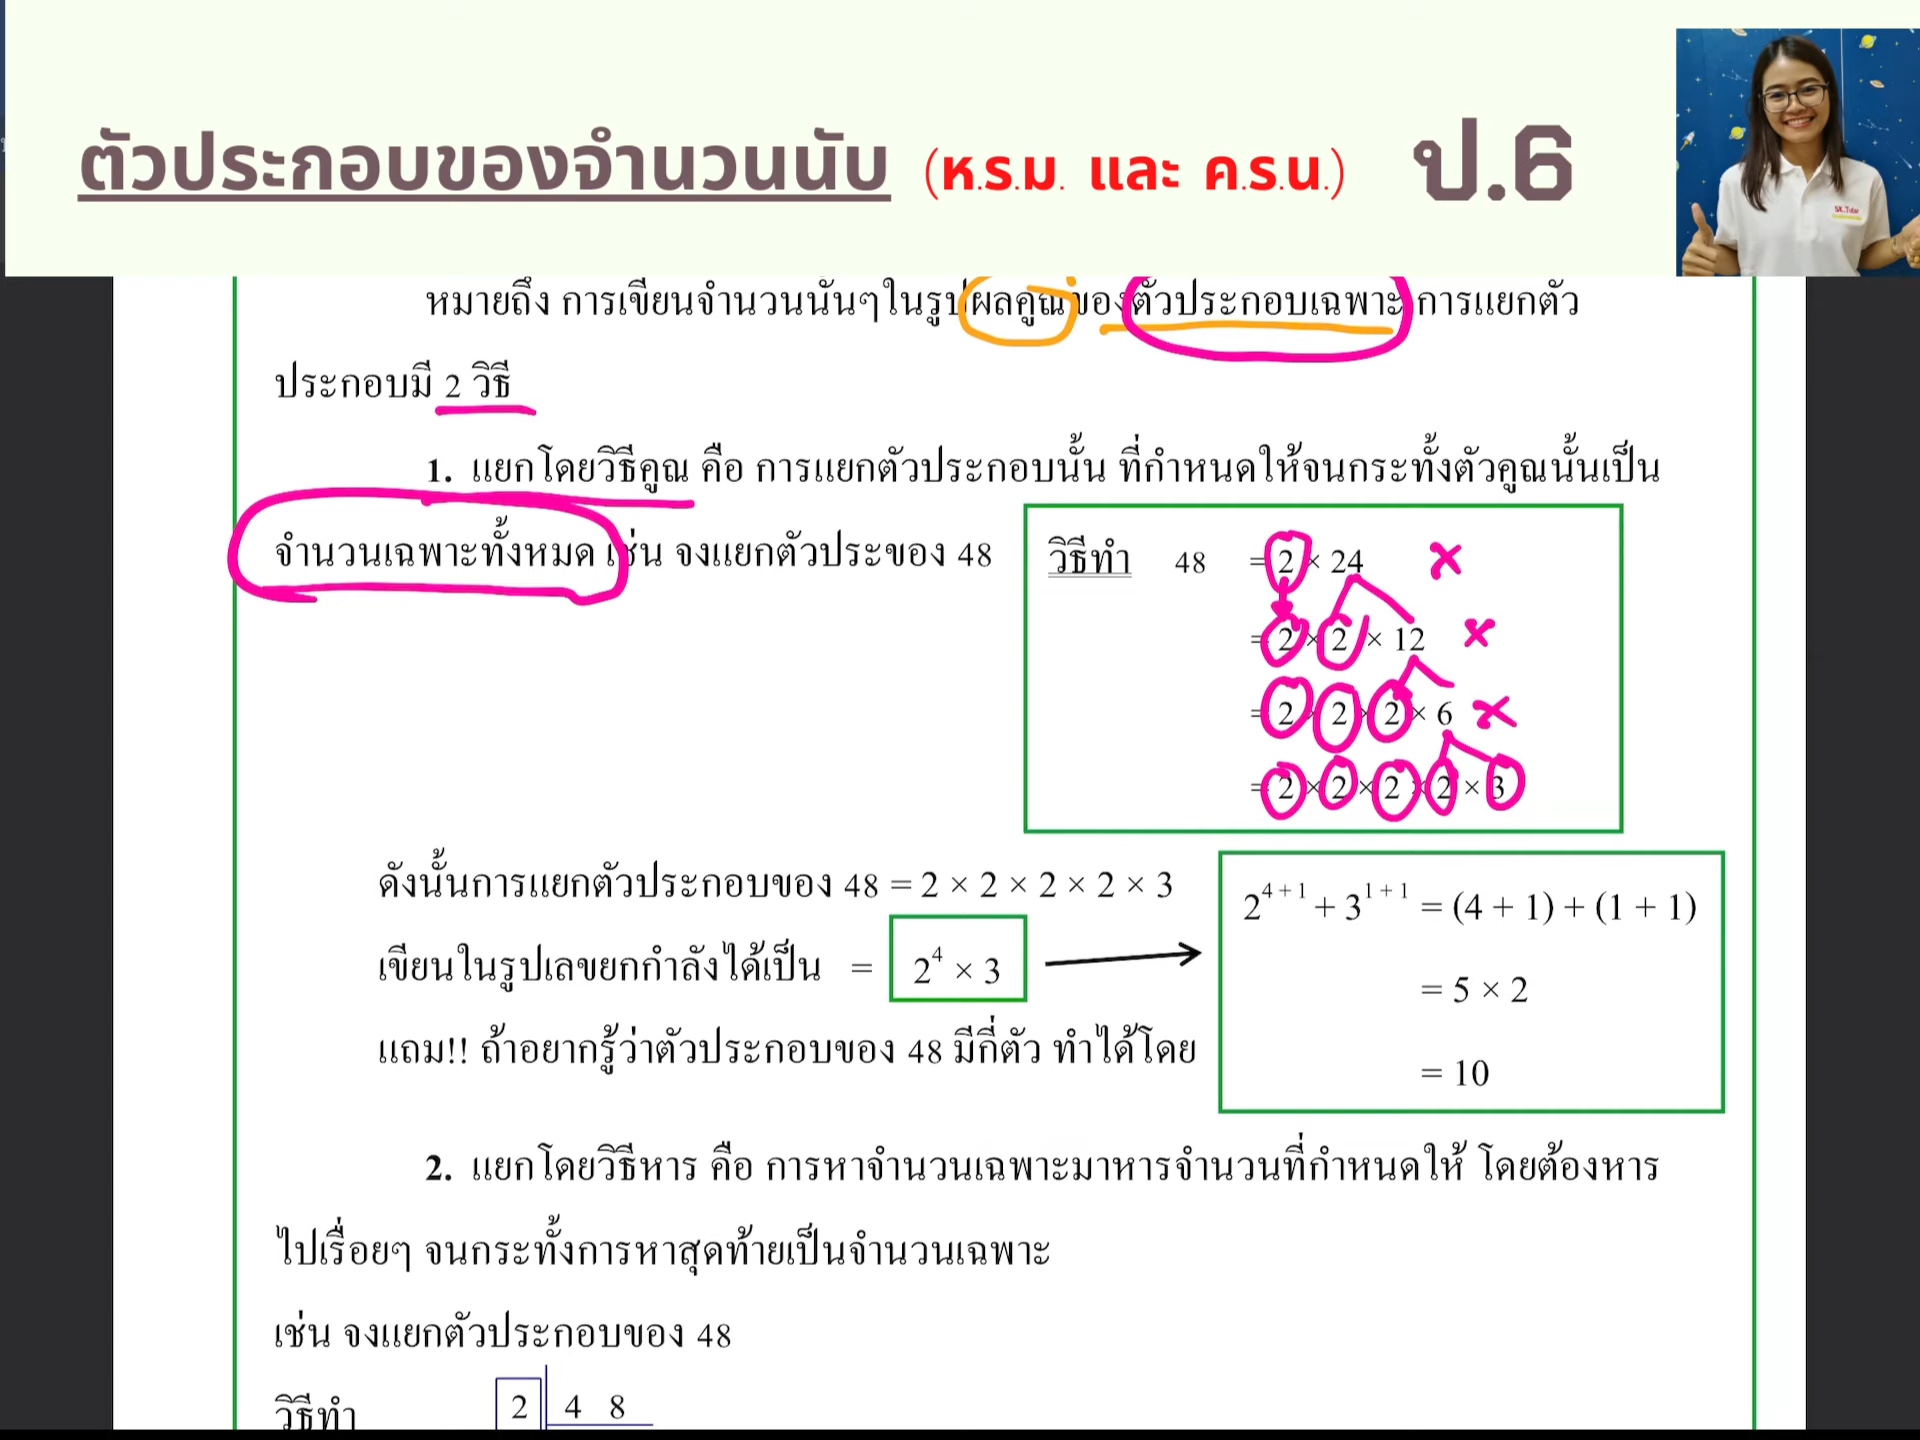 ตัวประกอบของจำนวนนับ (ห.ร.ม. และ ค.ร.น.) ป.6
SK.Tutor
หมายถึง การเขียนจำนวนนั้นๆในรูปผลคูณของตัวประกอบเฉพาะ การแยกตัว
ประกอบมี 2 วิธี
1. แยกโดยวิธีคูณ คือ การแยกตัวประกอบนั้น ที่กำหนดให้จนกระทั้งตัวคูณนั้นเป็น
จำนวนเฉพาะทั้งหมด เช่น จงแยกตัวประของ 48
วิธีทำ 48 = 2 × 24
= 2 × 2 × 12
= 2 × 2 × 2 × 6
= 2 × 2 × 2 × 2 × 3
ดังนั้นการแยกตัวประกอบของ 48 = 2 × 2 × 2 × 2 × 3
เขียนในรูปเลขยกกำลังได้เป็น = 2⁴ × 3
แถม!! ถ้าอยากรู้ว่าตัวประกอบของ 48 มีกี่ตัว ทำได้โดย
2⁴⁺¹ + 3¹⁺¹ = (4 + 1) + (1 + 1)
= 5 × 2
= 10
2. แยกโดยวิธีหาร คือ การหาจำนวนเฉพาะมาหารจำนวนที่กำหนดให้ โดยต้องหาร
ไปเรื่อยๆ จนกระทั้งการหาสุดท้ายเป็นจำนวนเฉพาะ
เช่น จงแยกตัวประกอบของ 48
วิธีทำ 2 4 8